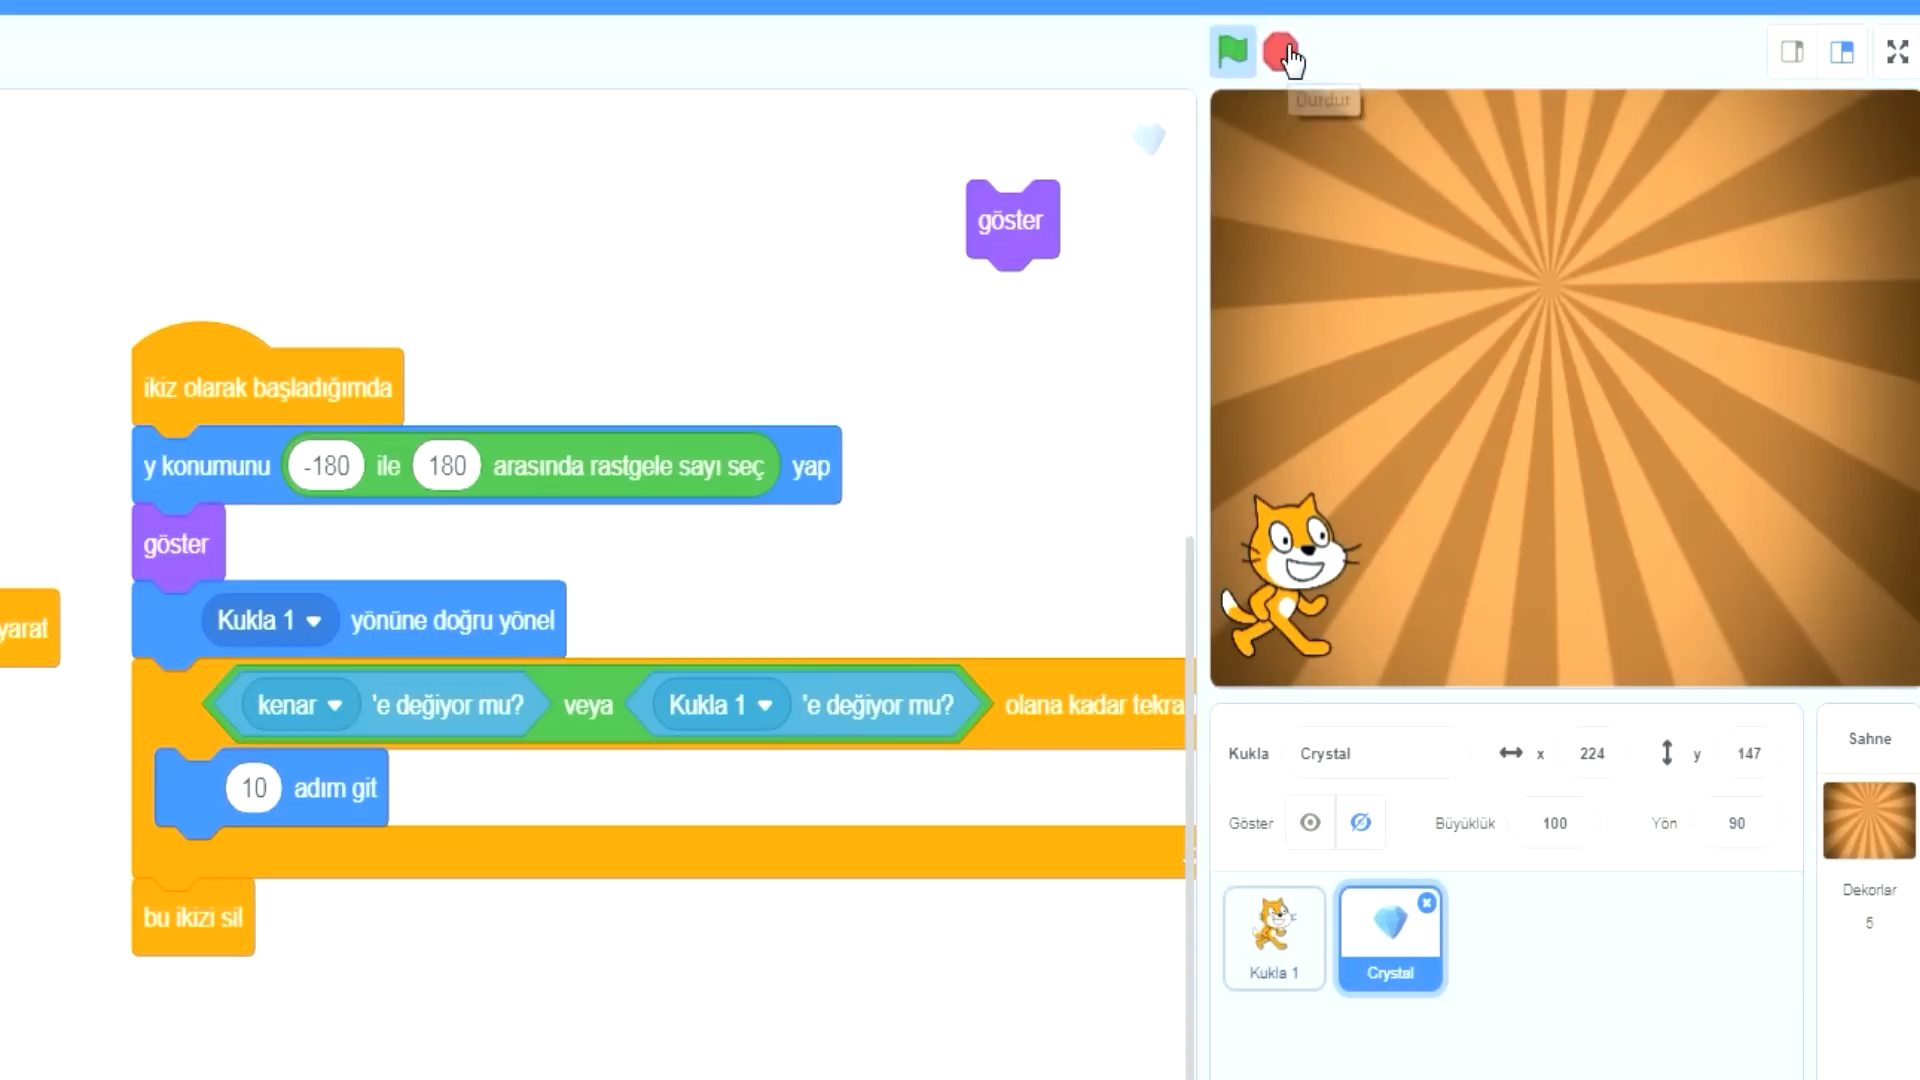 Durdur
göster
ikiz olarak başladığımda
y konumunu -180 ile 180 arasında rastgele sayı seç yap
göster
yarat
Kukla 1 yönüne doğru yönel
kenar 'e değiyor mu? veya Kukla 1 'e değiyor mu? olana kadar tekra
10 adım git
bu ikizi sil
Kukla Crystal x 224 y 147
Göster Büyüklük 100 Yön 90
Kukla 1
Crystal
Sahne
Dekorlar
5